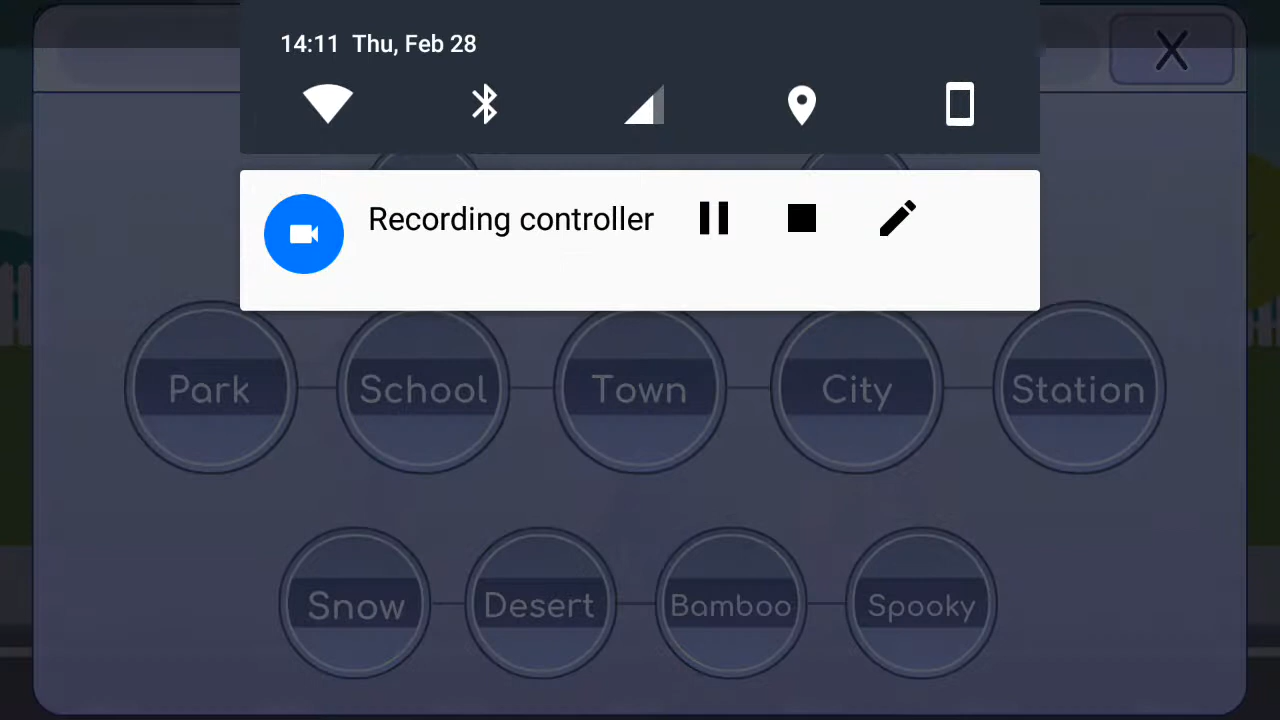 14:11 Thu, Feb 28
X
Recording controller
Park School Town City Station
Snow Desert Bamboo Spooky